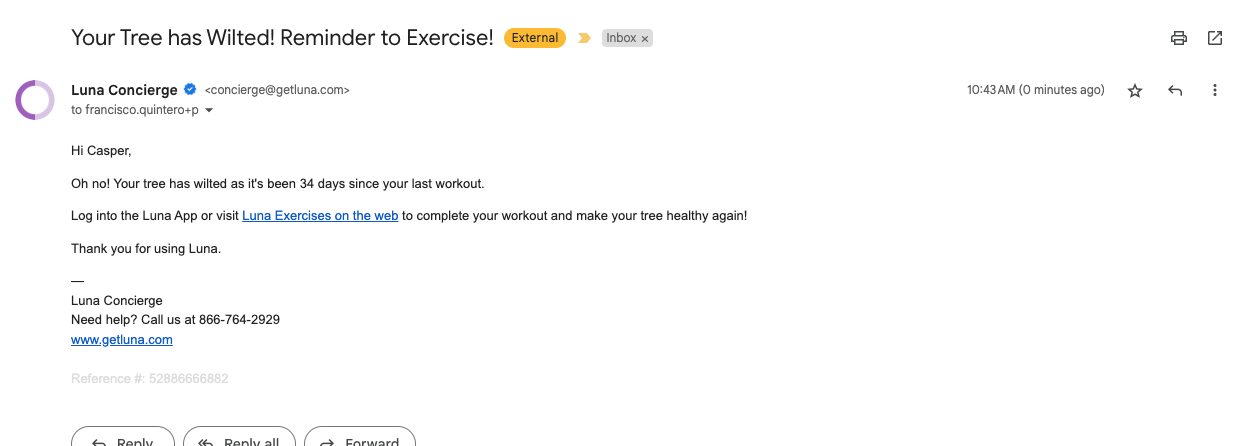 Your Tree has Wilted! Reminder to Exercise! External Inbox ×
Luna Concierge <concierge@getluna.com> 10:43 AM (0 minutes ago)
to francisco.quintero+p
Hi Casper,
Oh no! Your tree has wilted as it's been 34 days since your last workout.
Log into the Luna App or visit Luna Exercises on the web to complete your workout and make your tree healthy again!
Thank you for using Luna.
—
Luna Concierge
Need help? Call us at 866-764-2929
www.getluna.com
Reference #: 52886666882
Reply Reply all Forward